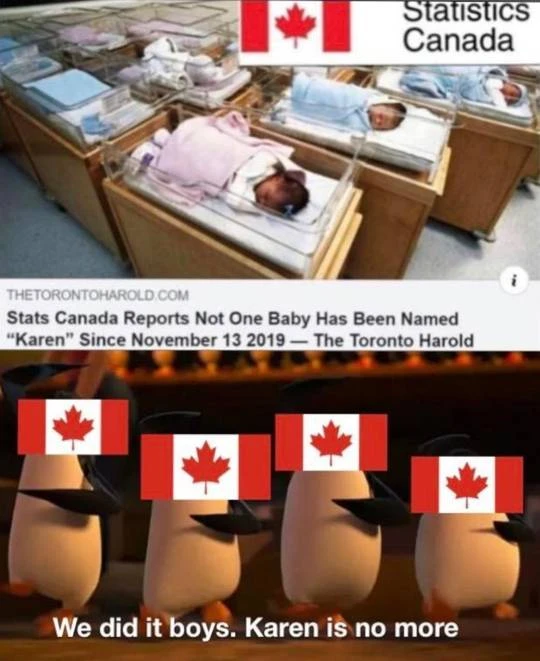 Statistics
Canada
i
THETORONTOHAROLD.COM
Stats Canada Reports Not One Baby Has Been Named
“Karen” Since November 13 2019 — The Toronto Harold
We did it boys. Karen is no more